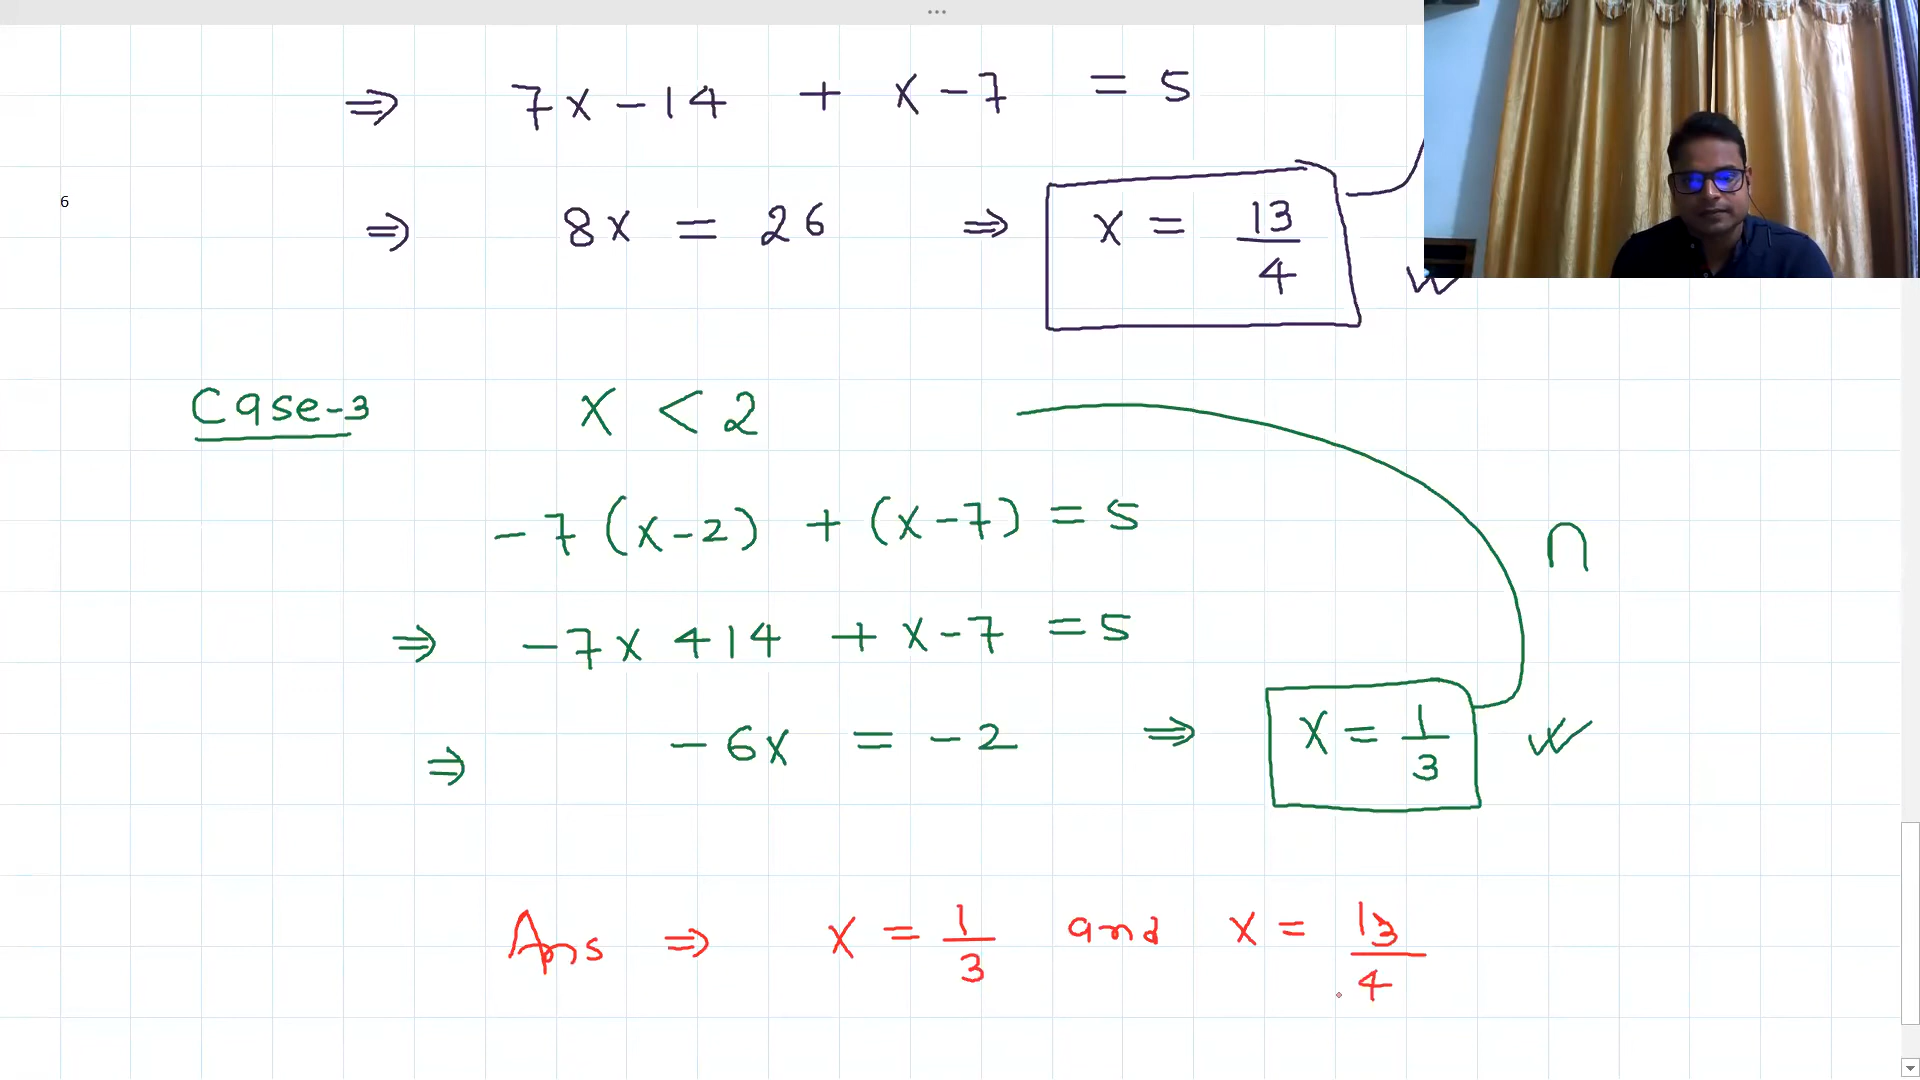 ⇒ 7x - 14 + x - 7 = 5
6
⇒ 8x = 26 ⇒ x = 13/4
Case-3 x < 2
-7 (x-2) + (x-7) = 5
∩
⇒ -7x + 14 + x - 7 = 5
⇒ -6x = -2 ⇒ x = 1/3
Ans ⇒ x = 1/3 and x = 13/4